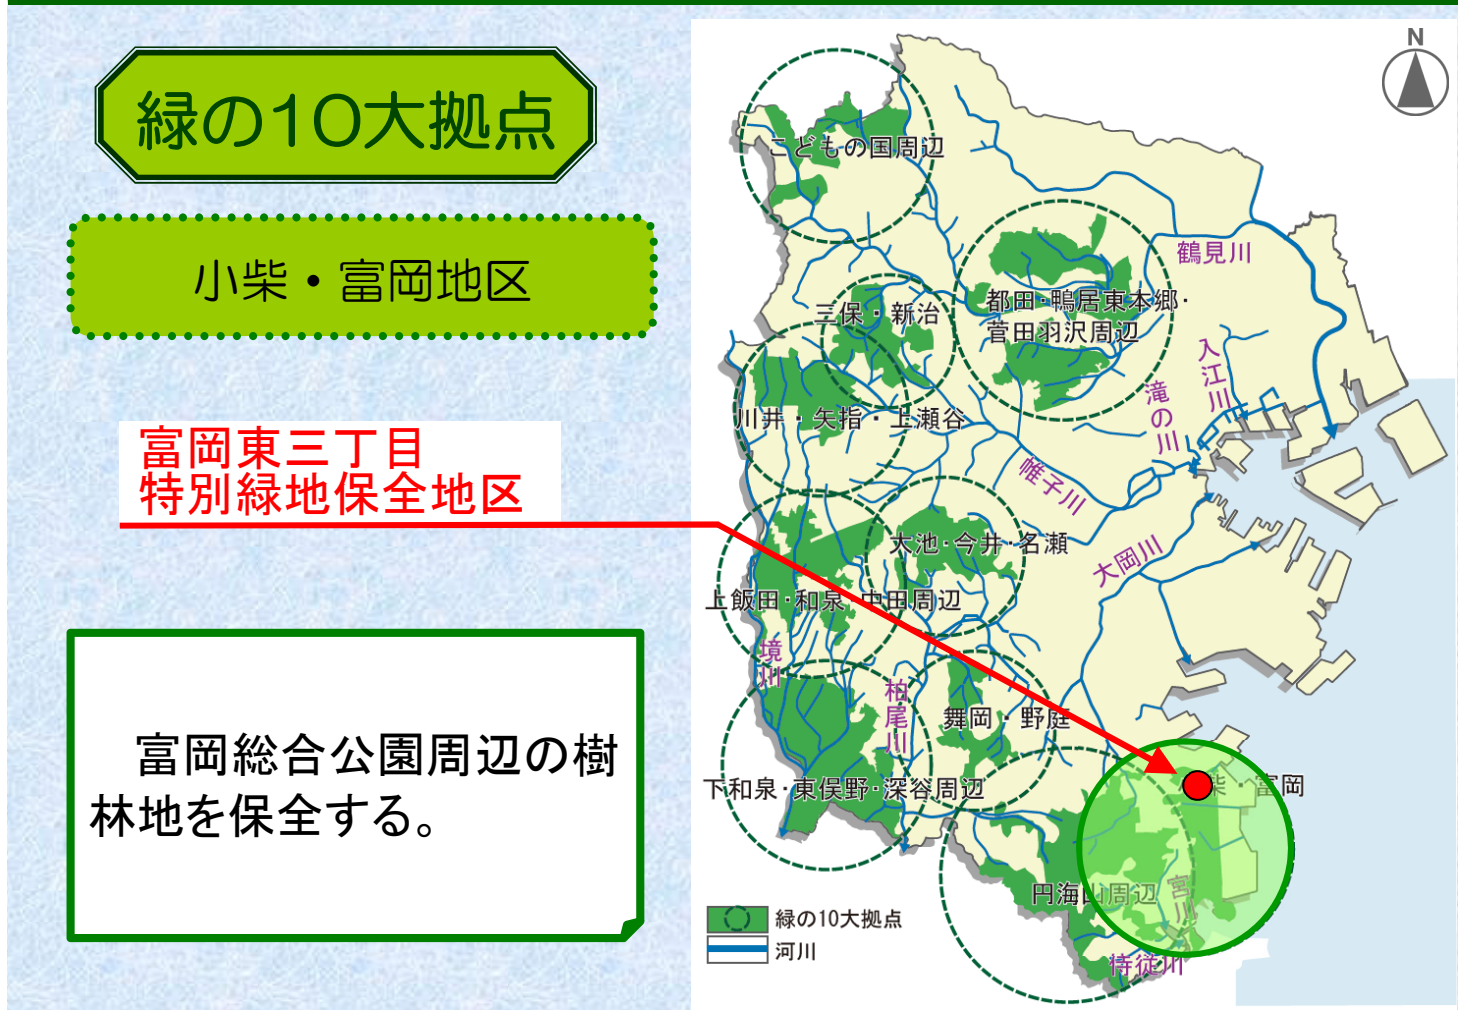 緑の10大拠点
小柴・富岡地区
富岡東三丁目
特別緑地保全地区
富岡総合公園周辺の樹
林地を保全する。
N
こどもの国周辺
鶴見川
都田・鴨居東本郷・
菅田羽沢周辺
三保・新治
入江川
滝の川
川井・矢指・上瀬谷
帷子川
大池・今井・名瀬
大岡川
上飯田・和泉・中田周辺
境川
柏尾川
舞岡・野庭
下和泉・東俣野・深谷周辺
柴・富岡
円海山周辺
宮川
侍従川
緑の10大拠点
河川